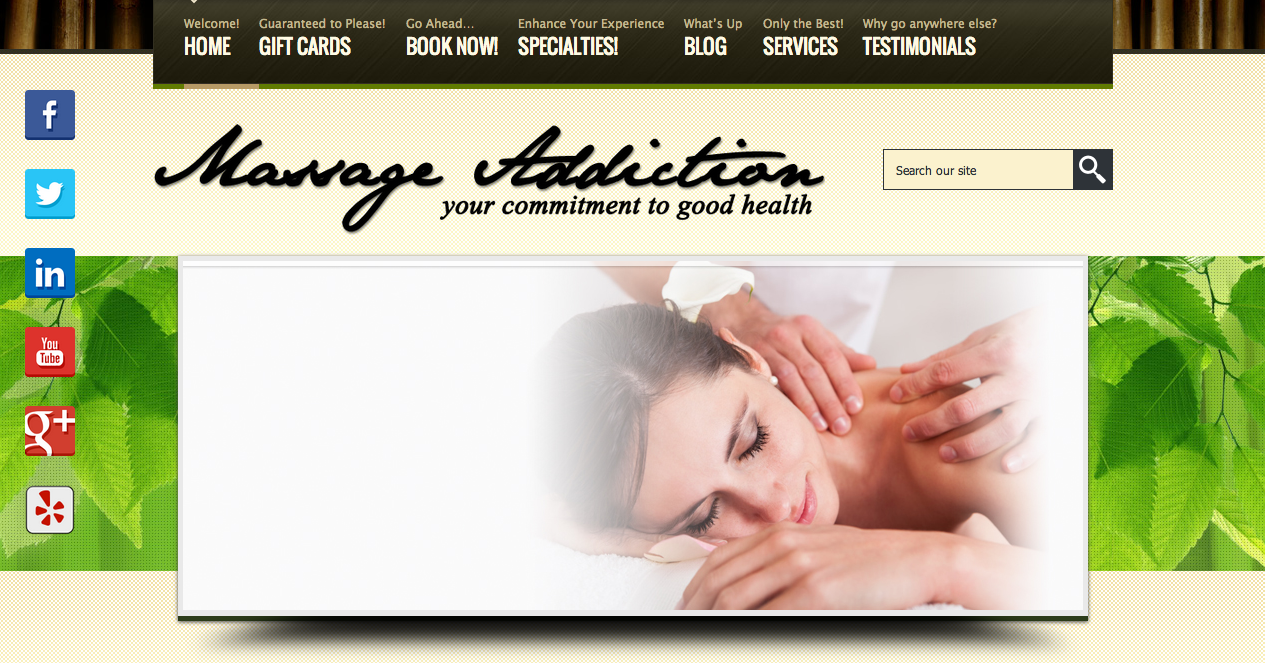 Welcome! Guaranteed to Please! Go Ahead... Enhance Your Experience What's Up Only the Best! Why go anywhere else?
HOME GIFT CARDS BOOK NOW! SPECIALTIES! BLOG SERVICES TESTIMONIALS
f
in
You
Tube
g+
Massage Addiction
your commitment to good health
Search our site